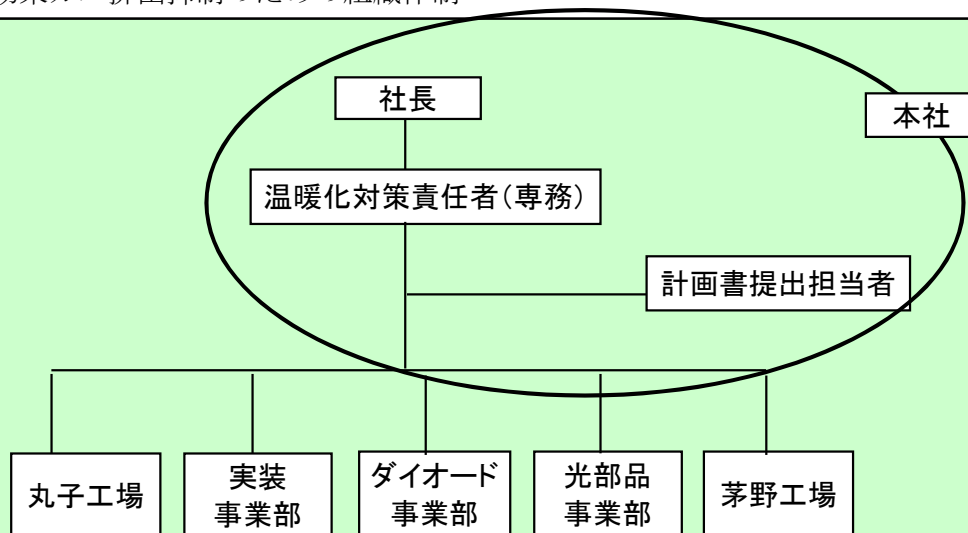 社長
本社
温暖化対策責任者(専務)
計画書提出担当者
丸子工場
実装
事業部
ダイオード
事業部
光部品
事業部
茅野工場